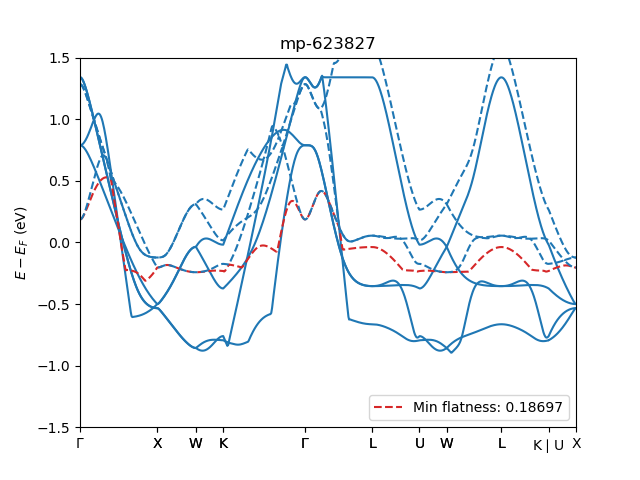 mp-623827
E − E_F (eV)
1.5
1.0
0.5
0.0
−0.5
−1.0
−1.5
Min flatness: 0.18697
Γ X W K Γ L U W L K | U X